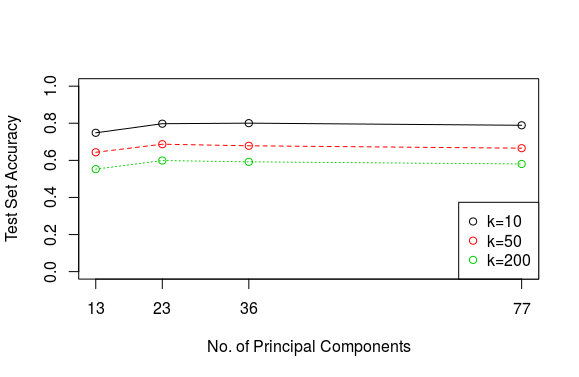 Test Set Accuracy
1.0
0.8
0.6
0.4
0.2
0.0
k=10
k=50
k=200
13 23 36 77
No. of Principal Components